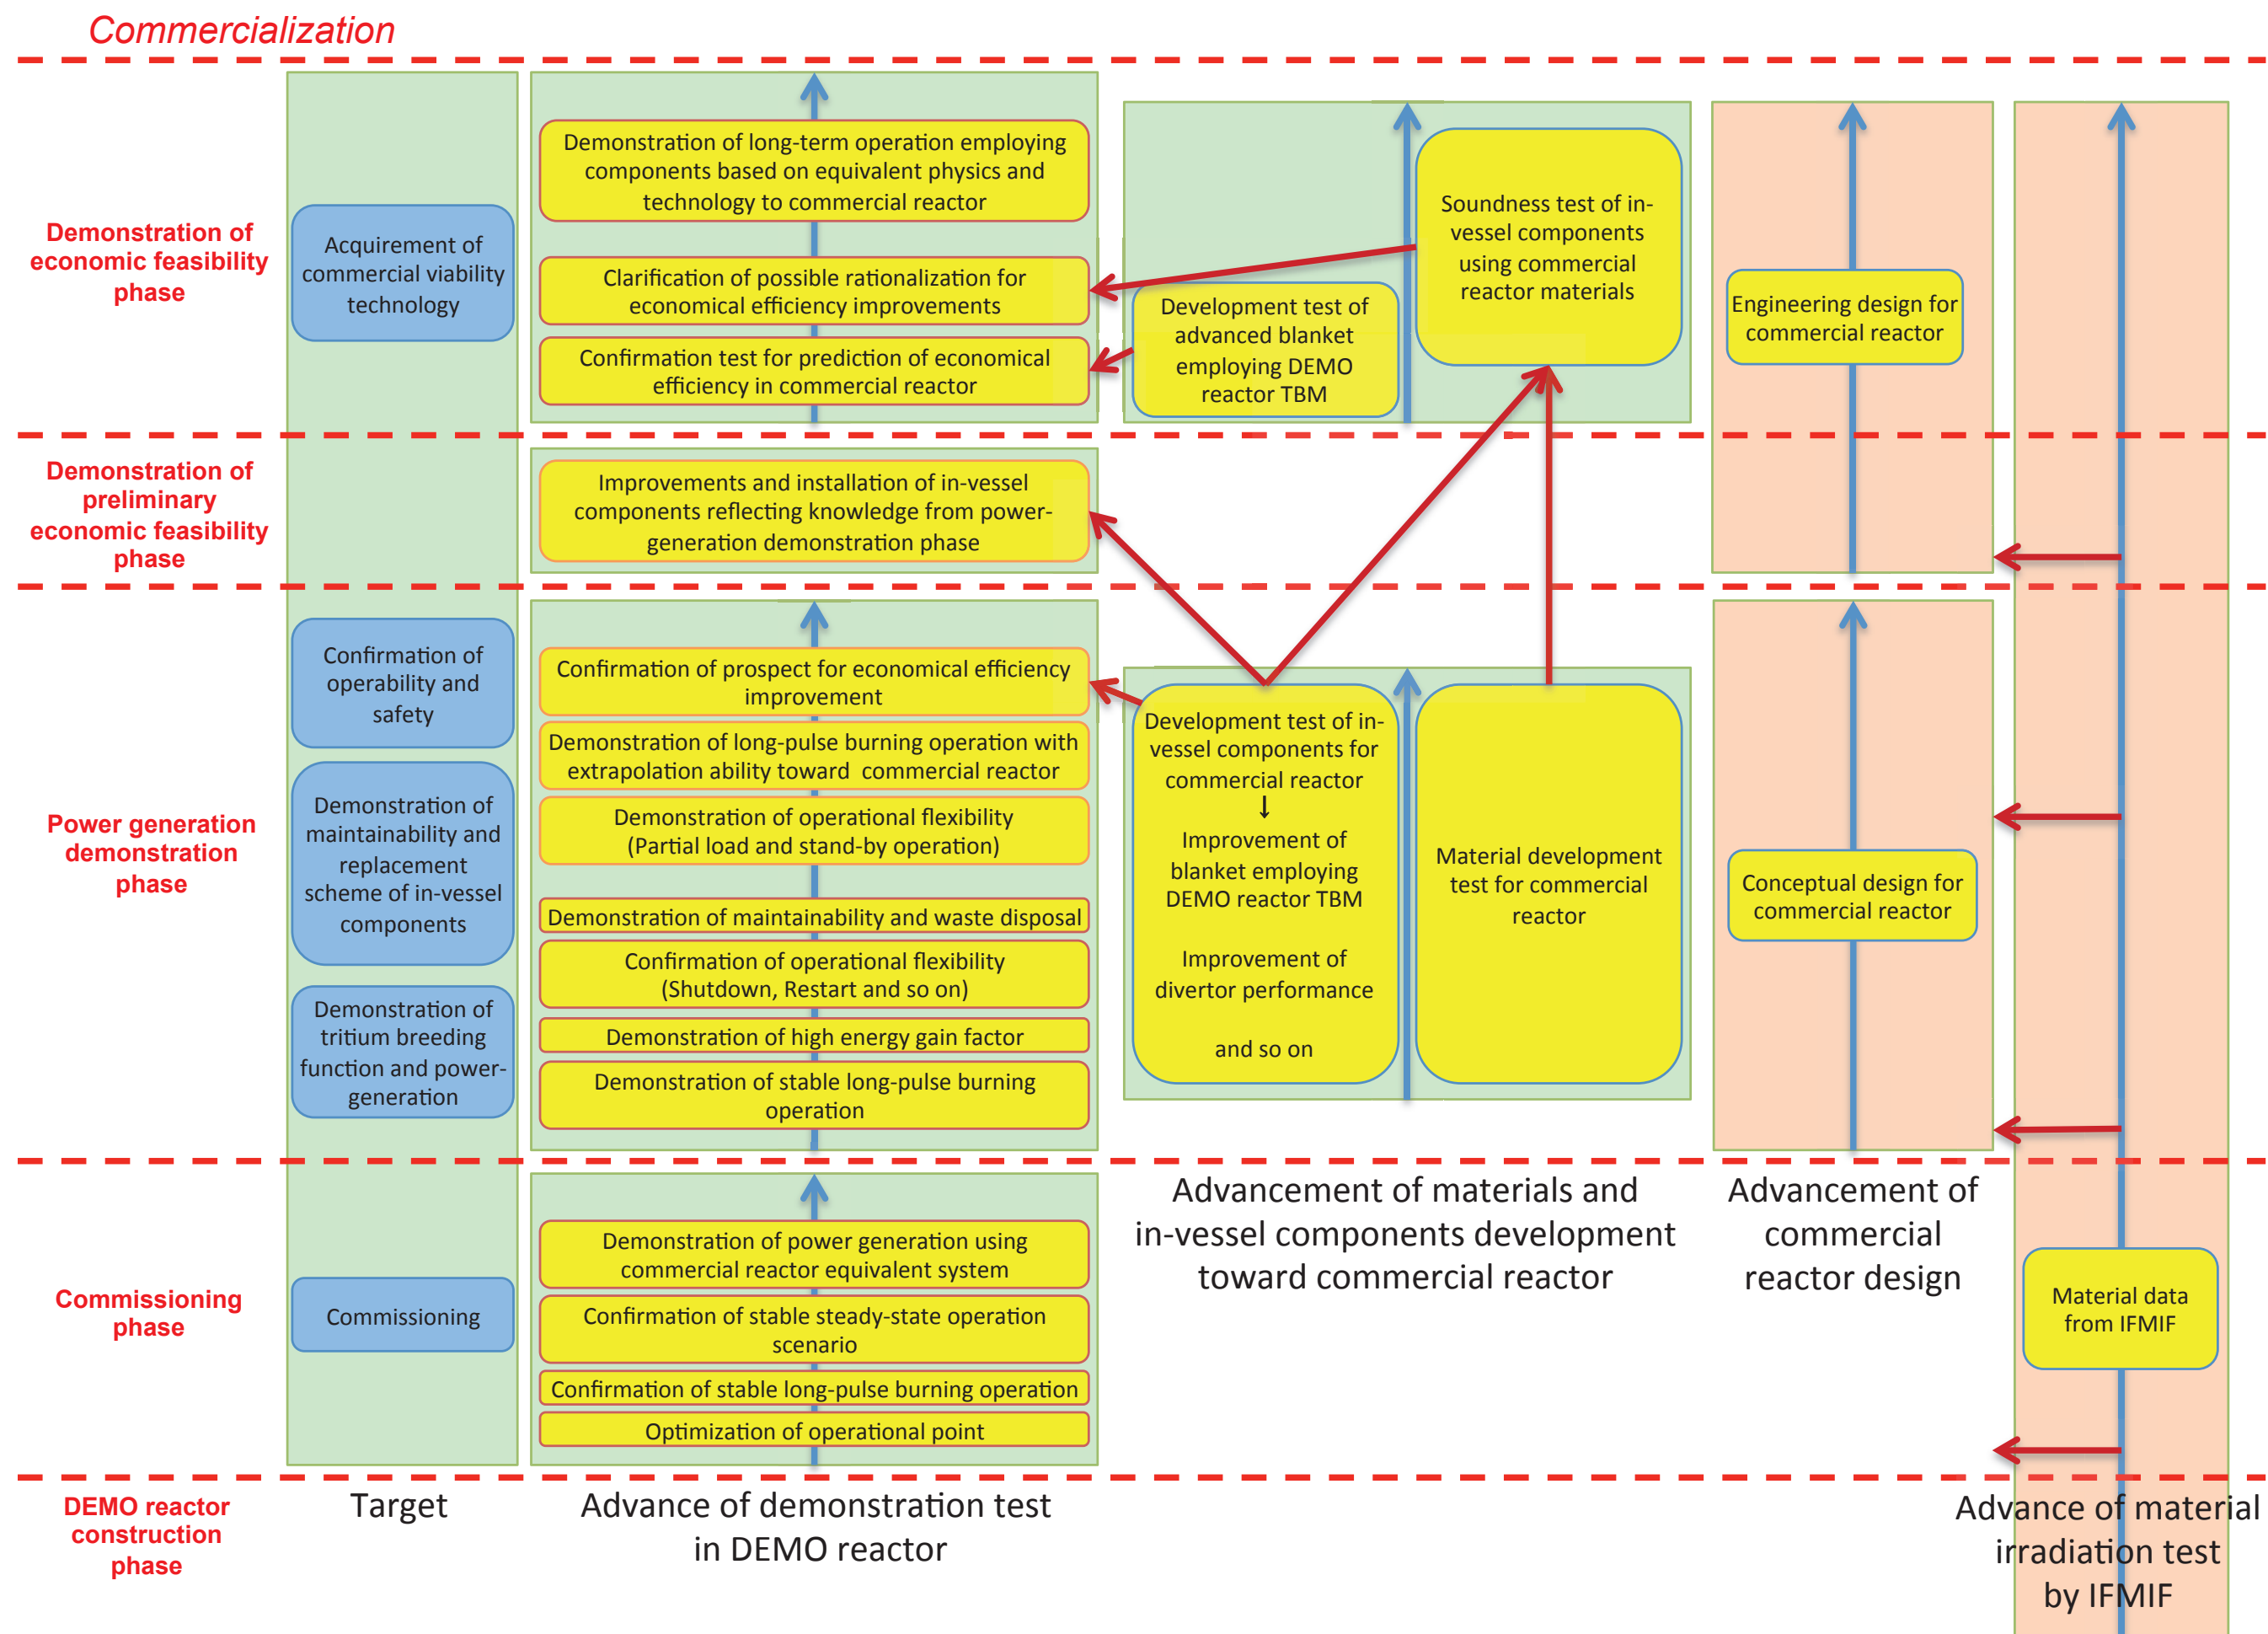 Commercialization
Demonstration of
economic feasibility
phase
Acquirement of
commercial viability
technology
Demonstration of long-term operation employing
components based on equivalent physics and
technology to commercial reactor
Clarification of possible rationalization for
economical efficiency improvements
Confirmation test for prediction of economical
efficiency in commercial reactor
Development test of
advanced blanket
employing DEMO
reactor TBM
Soundness test of in-
vessel components
using commercial
reactor materials
Engineering design for
commercial reactor
Demonstration of
preliminary
economic feasibility
phase
Improvements and installation of in-vessel
components reflecting knowledge from power-
generation demonstration phase
Power generation
demonstration
phase
Confirmation of
operability and
safety
Demonstration of
maintainability and
replacement
scheme of in-vessel
components
Demonstration of
tritium breeding
function and power-
generation
Confirmation of prospect for economical efficiency
improvement
Demonstration of long-pulse burning operation with
extrapolation ability toward commercial reactor
Demonstration of operational flexibility
(Partial load and stand-by operation)
Demonstration of maintainability and waste disposal
Confirmation of operational flexibility
(Shutdown, Restart and so on)
Demonstration of high energy gain factor
Demonstration of stable long-pulse burning
operation
Development test of in-
vessel components for
commercial reactor
↓
Improvement of
blanket employing
DEMO reactor TBM
Improvement of
divertor performance
and so on
Material development
test for commercial
reactor
Conceptual design for
commercial reactor
Commissioning
phase
Commissioning
Demonstration of power generation using
commercial reactor equivalent system
Confirmation of stable steady-state operation
scenario
Confirmation of stable long-pulse burning operation
Optimization of operational point
Advancement of materials and
in-vessel components development
toward commercial reactor
Advancement of
commercial
reactor design
Material data
from IFMIF
DEMO reactor
construction
phase
Target
Advance of demonstration test
in DEMO reactor
Advance of material
irradiation test
by IFMIF